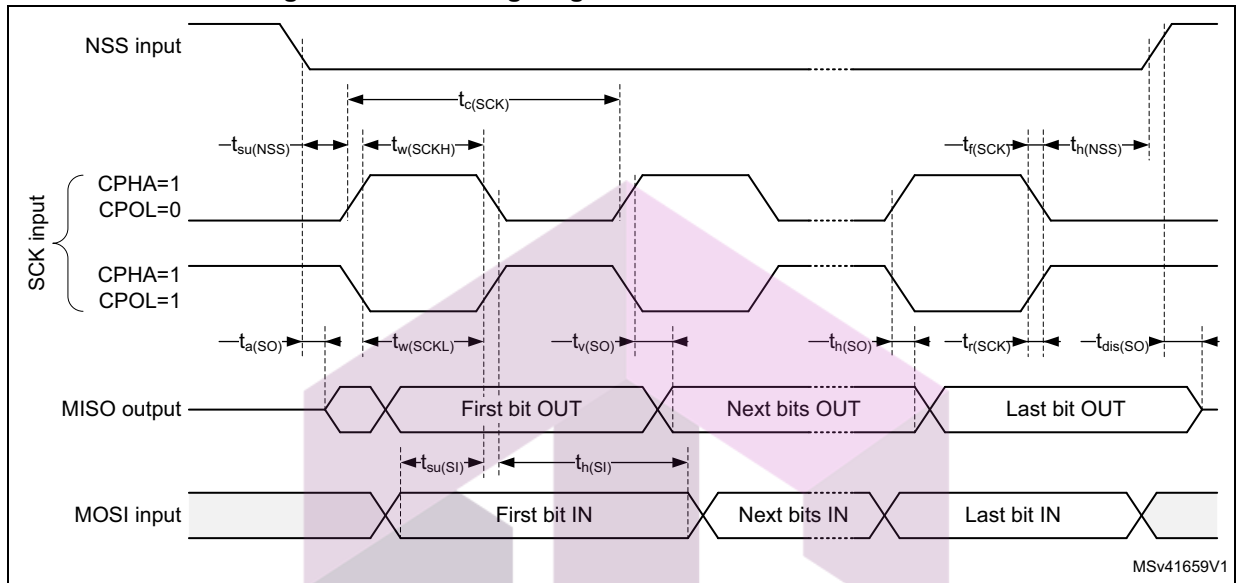 NSS input
tc(SCK)
tsu(NSS)
tw(SCKH)
tf(SCK)
th(NSS)
SCK input
CPHA=1
CPOL=0
CPHA=1
CPOL=1
ta(SO)
tw(SCKL)
tv(SO)
th(SO)
tr(SCK)
tdis(SO)
MISO output
First bit OUT
Next bits OUT
Last bit OUT
tsu(SI)
th(SI)
MOSI input
First bit IN
Next bits IN
Last bit IN
MSv41659V1